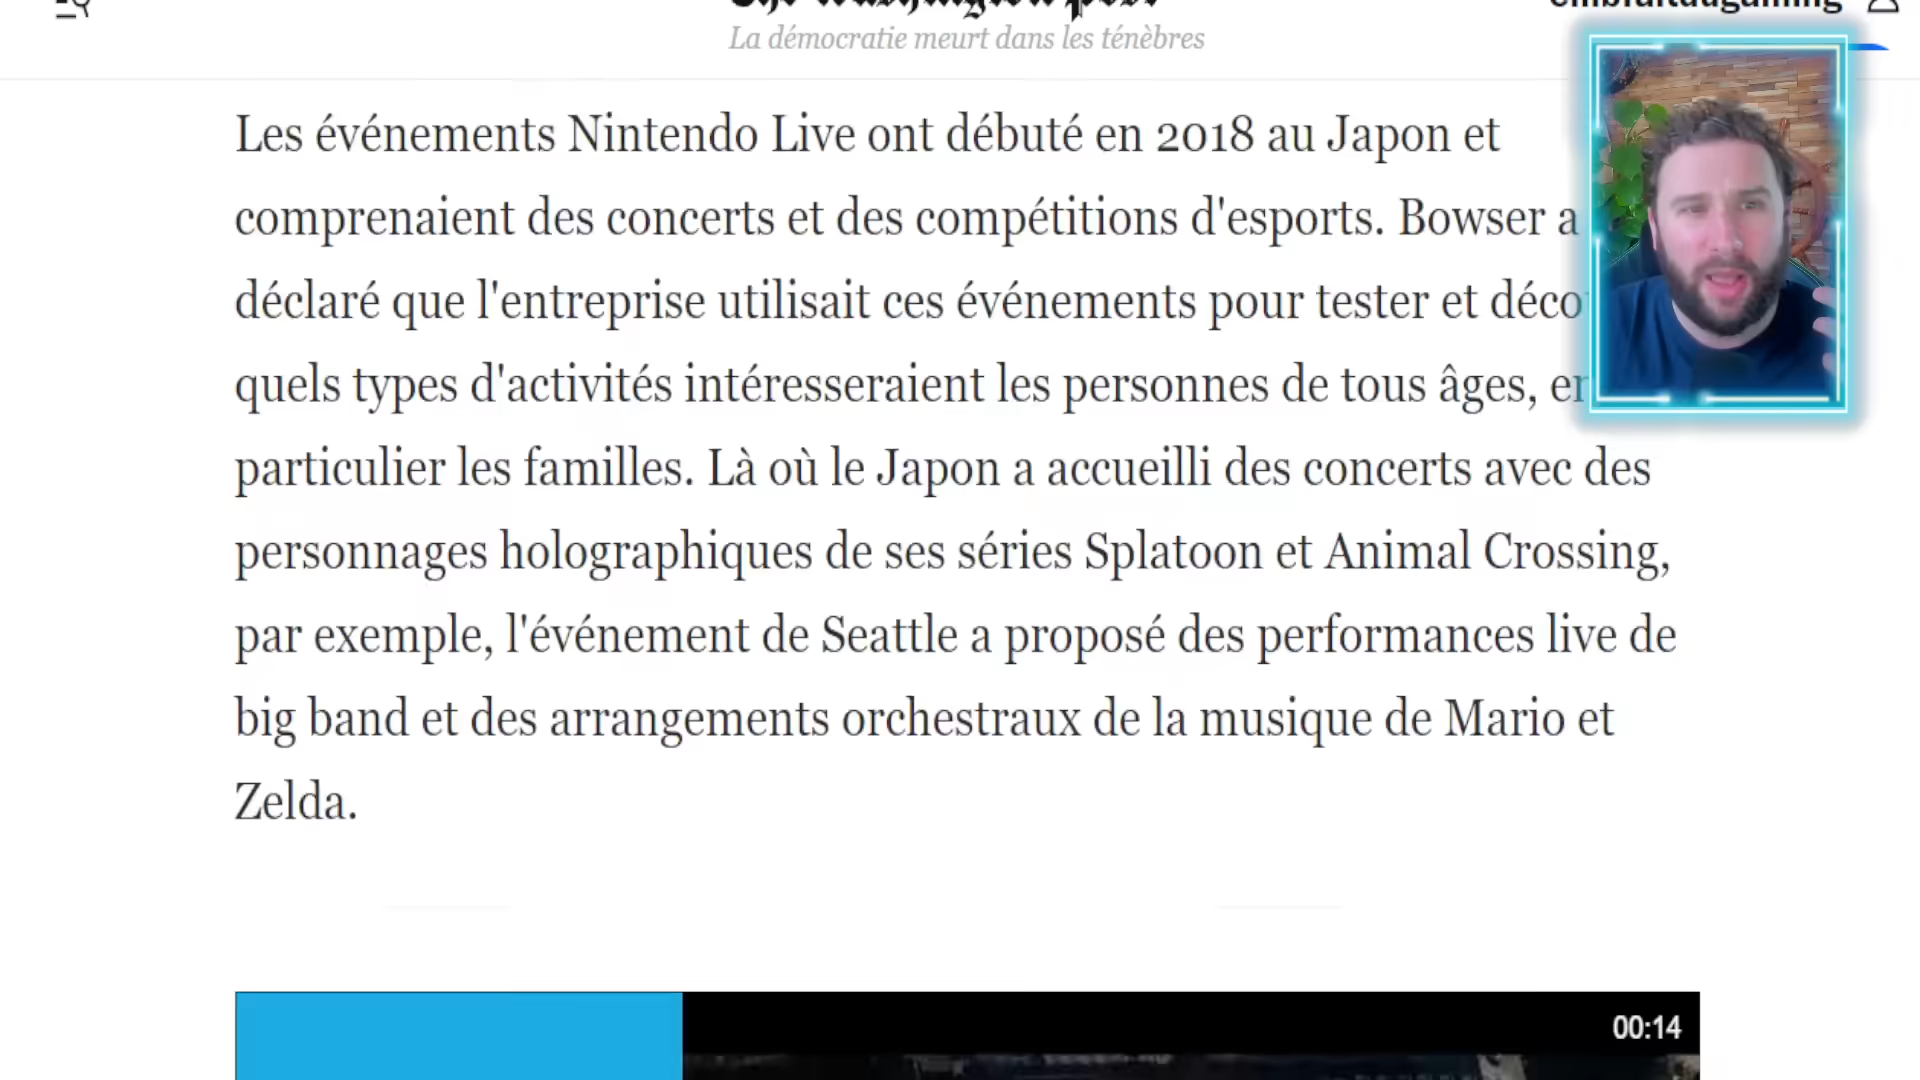 The Washington Post
La démocratie meurt dans les ténèbres
Les événements Nintendo Live ont débuté en 2018 au Japon et
comprenaient des concerts et des compétitions d'esports. Bowser a
déclaré que l'entreprise utilisait ces événements pour tester et
quels types d'activités intéresseraient les personnes de tous âges,
particulier les familles. Là où le Japon a accueilli des concerts avec des
personnages holographiques de ses séries Splatoon et Animal Crossing,
par exemple, l'événement de Seattle a proposé des performances live de
big band et des arrangements orchestraux de la musique de Mario et
Zelda.
00:14